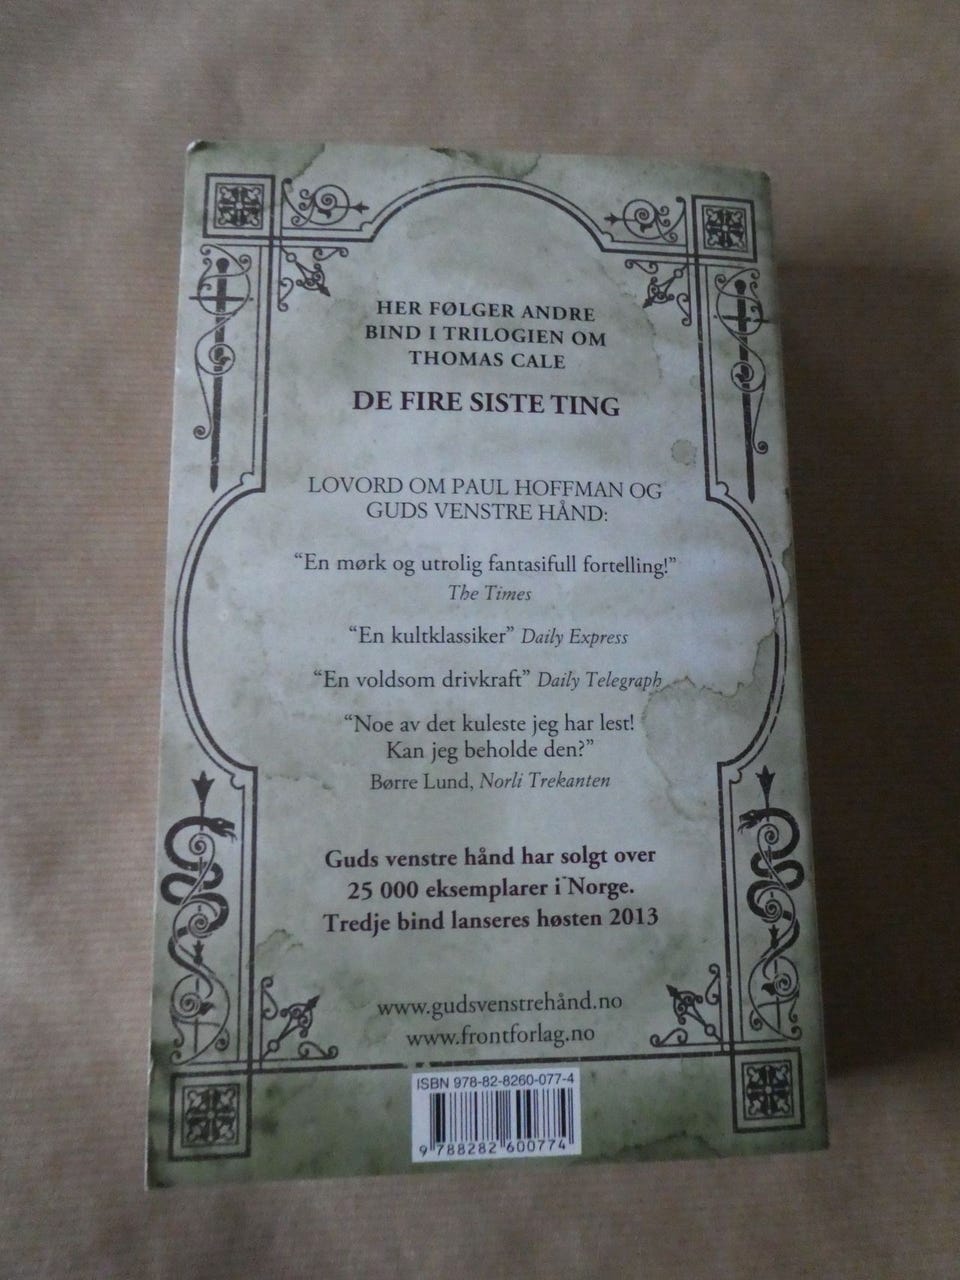 HER FØLGER ANDRE
BIND I TRILOGIEN OM
THOMAS CALE
DE FIRE SISTE TING
LOVORD OM PAUL HOFFMAN OG
GUDS VENSTRE HÅND:
“En mørk og utrolig fantasifull fortelling!”
The Times
“En kultklassiker” Daily Express
“En voldsom drivkraft” Daily Telegraph
“Noe av det kuleste jeg har lest!
Kan jeg beholde den?”
Børre Lund, Norli Trekanten
Guds venstre hånd har solgt over
25 000 eksemplarer i Norge.
Tredje bind lanseres høsten 2013
www.gudsvenstrehånd.no
www.frontforlag.no
ISBN 978-82-8260-077-4
9 788282 600774